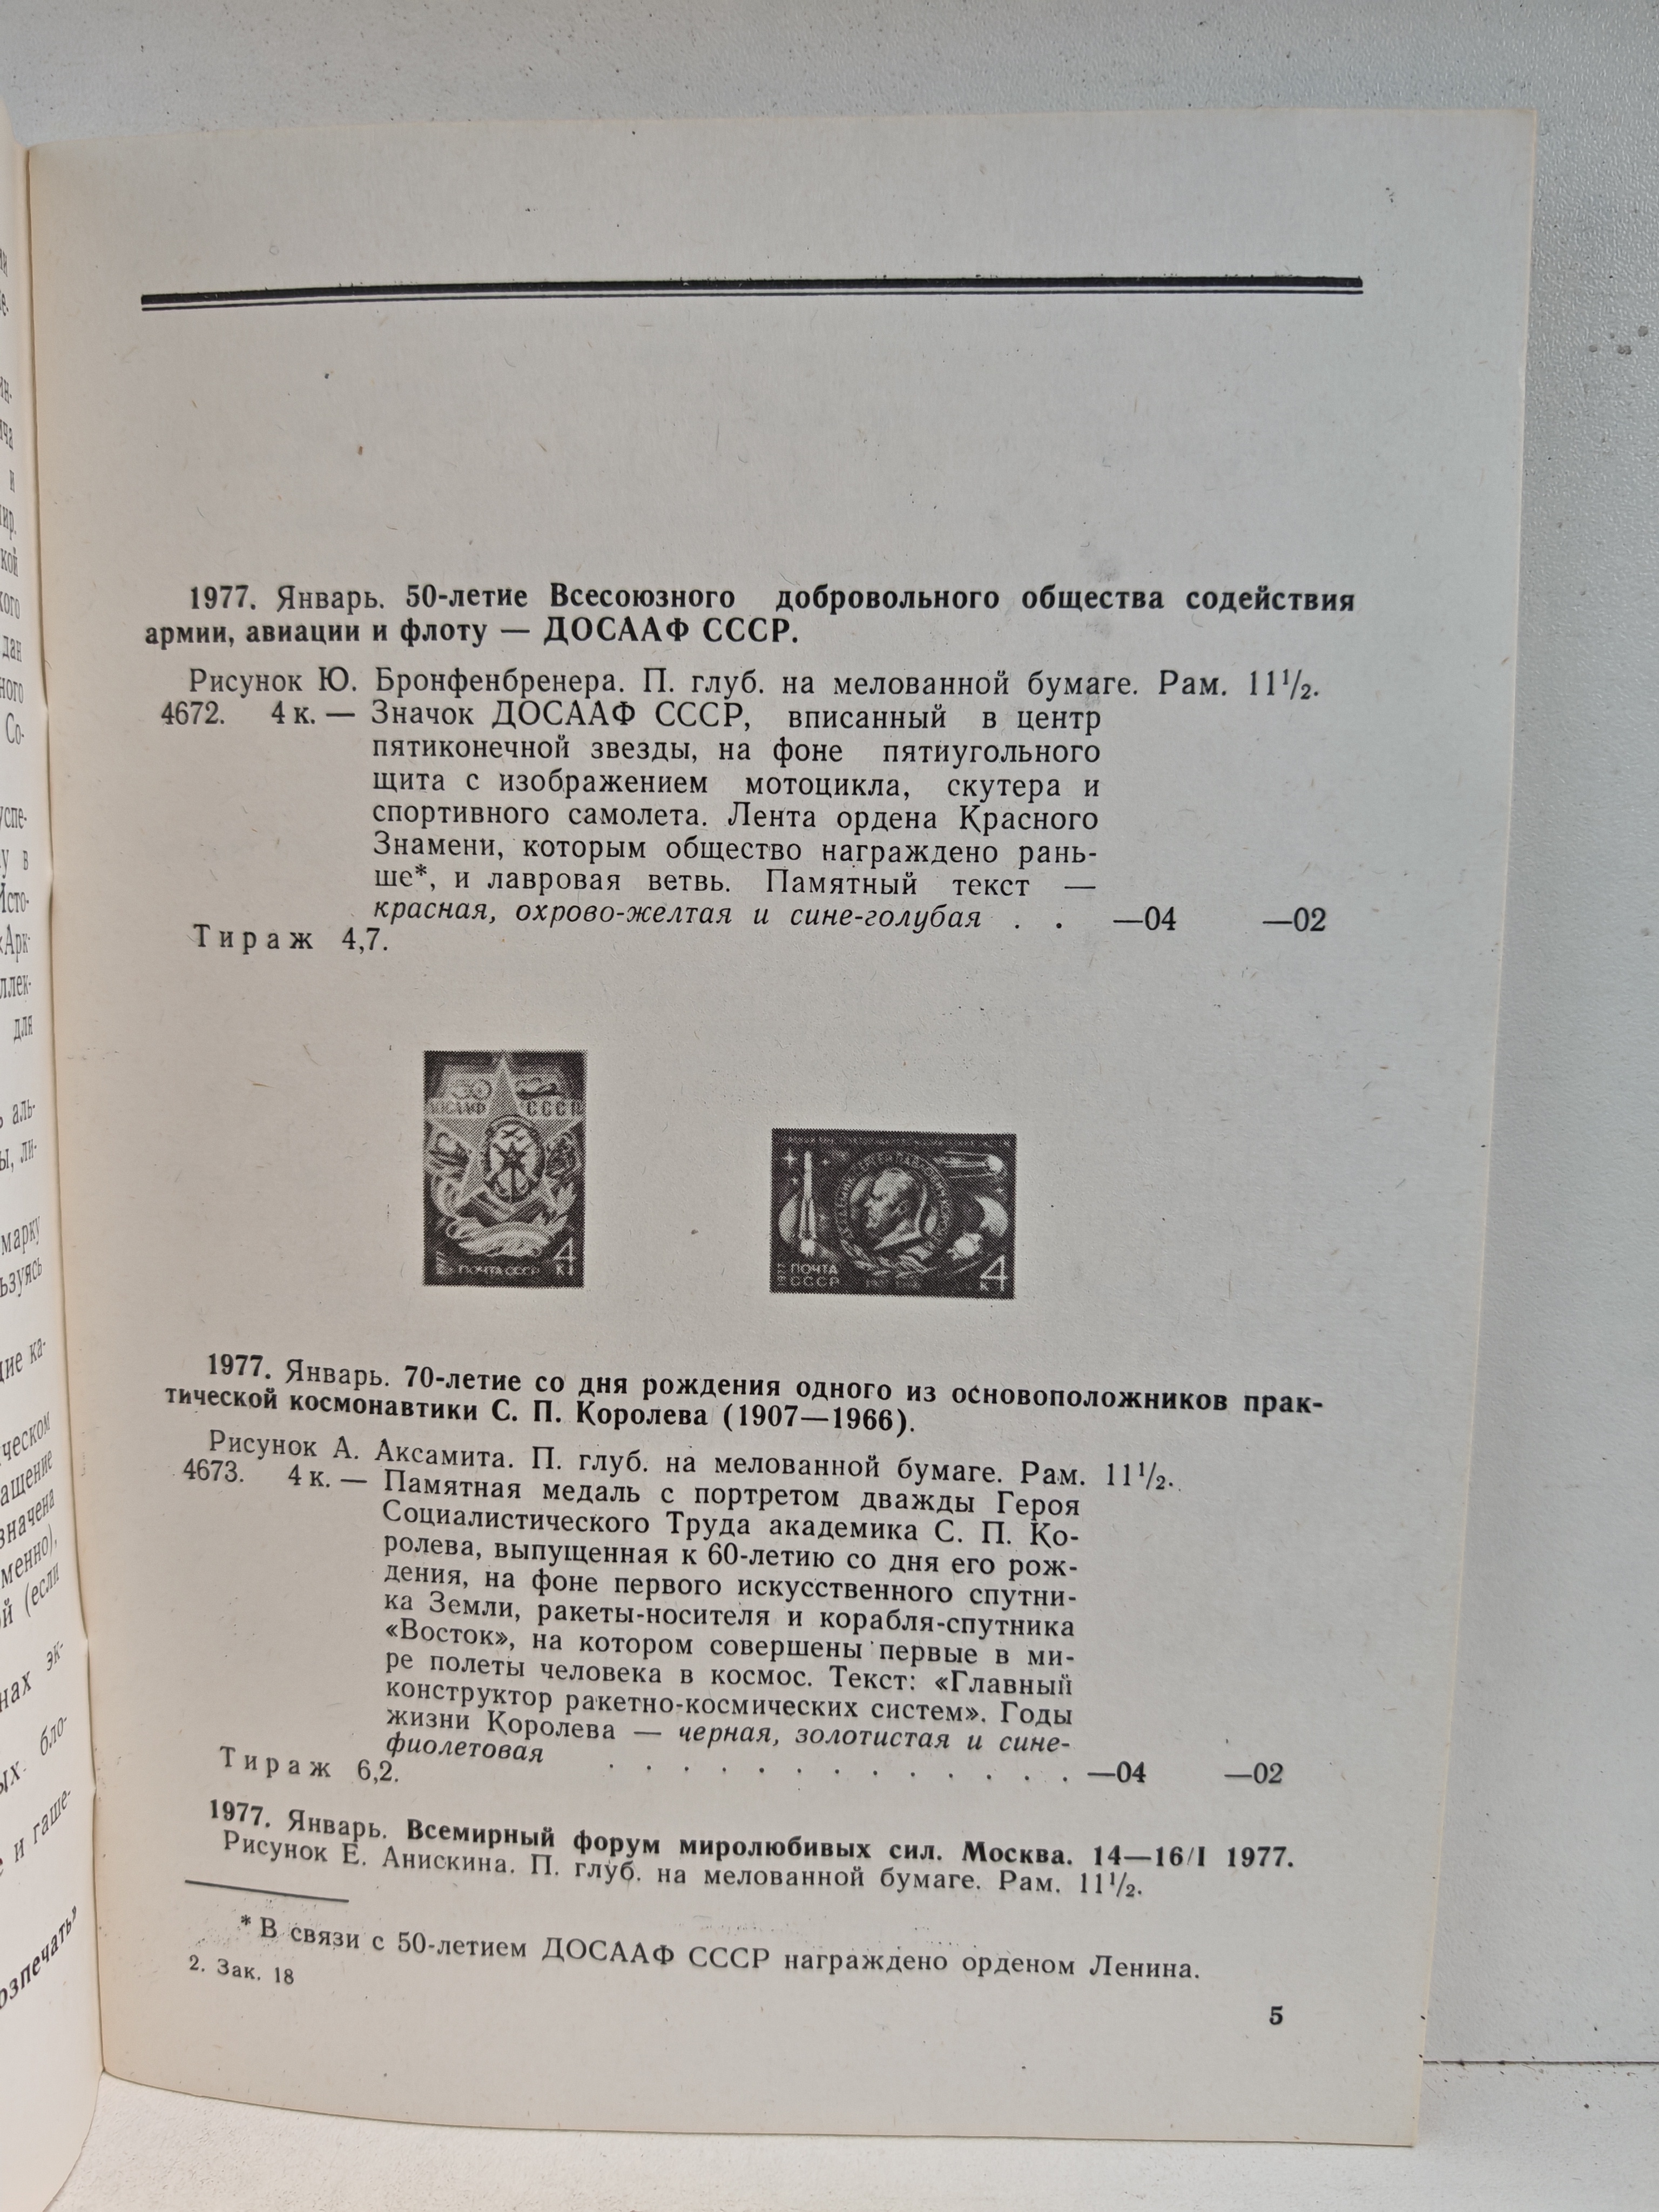 1977. Январь. 50-летие Всесоюзного добровольного общества содействия
армии, авиации и флоту — ДОСААФ СССР.
Рисунок Ю. Бронфенбренера. П. глуб. на мелованной бумаге. Рам. 11¹/₂.
4672. 4 к. — Значок ДОСААФ СССР, вписанный в центр
пятиконечной звезды, на фоне пятиугольного
щита с изображением мотоцикла, скутера и
спортивного самолета. Лента ордена Красного
Знамени, которым общество награждено рань-
ше*, и лавровая ветвь. Памятный текст —
красная, охрово-желтая и сине-голубая . . —04 —02
Тираж 4,7.
50
ДОСААФ СССР
ПОЧТА СССР 4 к
ПОЧТА
СССР
4 к
1977. Январь. 70-летие со дня рождения одного из основоположников прак-
тической космонавтики С. П. Королева (1907—1966).
Рисунок А. Аксамита. П. глуб. на мелованной бумаге. Рам. 11¹/₂.
4673. 4 к. — Памятная медаль с портретом дважды Героя
Социалистического Труда академика С. П. Ко-
ролева, выпущенная к 60-летию со дня его рож-
дения, на фоне первого искусственного спутни-
ка Земли, ракеты-носителя и корабля-спутника
«Восток», на котором совершены первые в ми-
ре полеты человека в космос. Текст: «Главный
конструктор ракетно-космических систем». Годы
жизни Королева — черная, золотистая и сине-
фиолетовая . . . . . . . . . . . . . —04 —02
Тираж 6,2.
1977. Январь. Всемирный форум миролюбивых сил. Москва. 14—16/I 1977.
Рисунок Е. Анискина. П. глуб. на мелованной бумаге. Рам. 11¹/₂.
* В связи с 50-летием ДОСААФ СССР награждено орденом Ленина.
2. Зак. 18
5